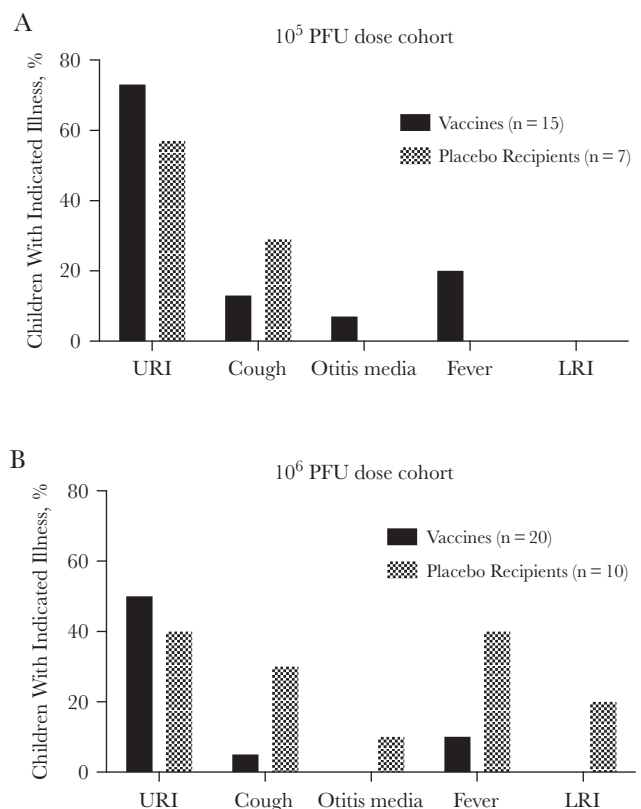 A
10⁵ PFU dose cohort
Children With Indicated Illness, %
80
60
40
20
0
Vaccines (n = 15)
Placebo Recipients (n = 7)
URI Cough Otitis media Fever LRI
B
10⁶ PFU dose cohort
Children With Indicated Illness, %
80
60
40
20
0
Vaccines (n = 20)
Placebo Recipients (n = 10)
URI Cough Otitis media Fever LRI